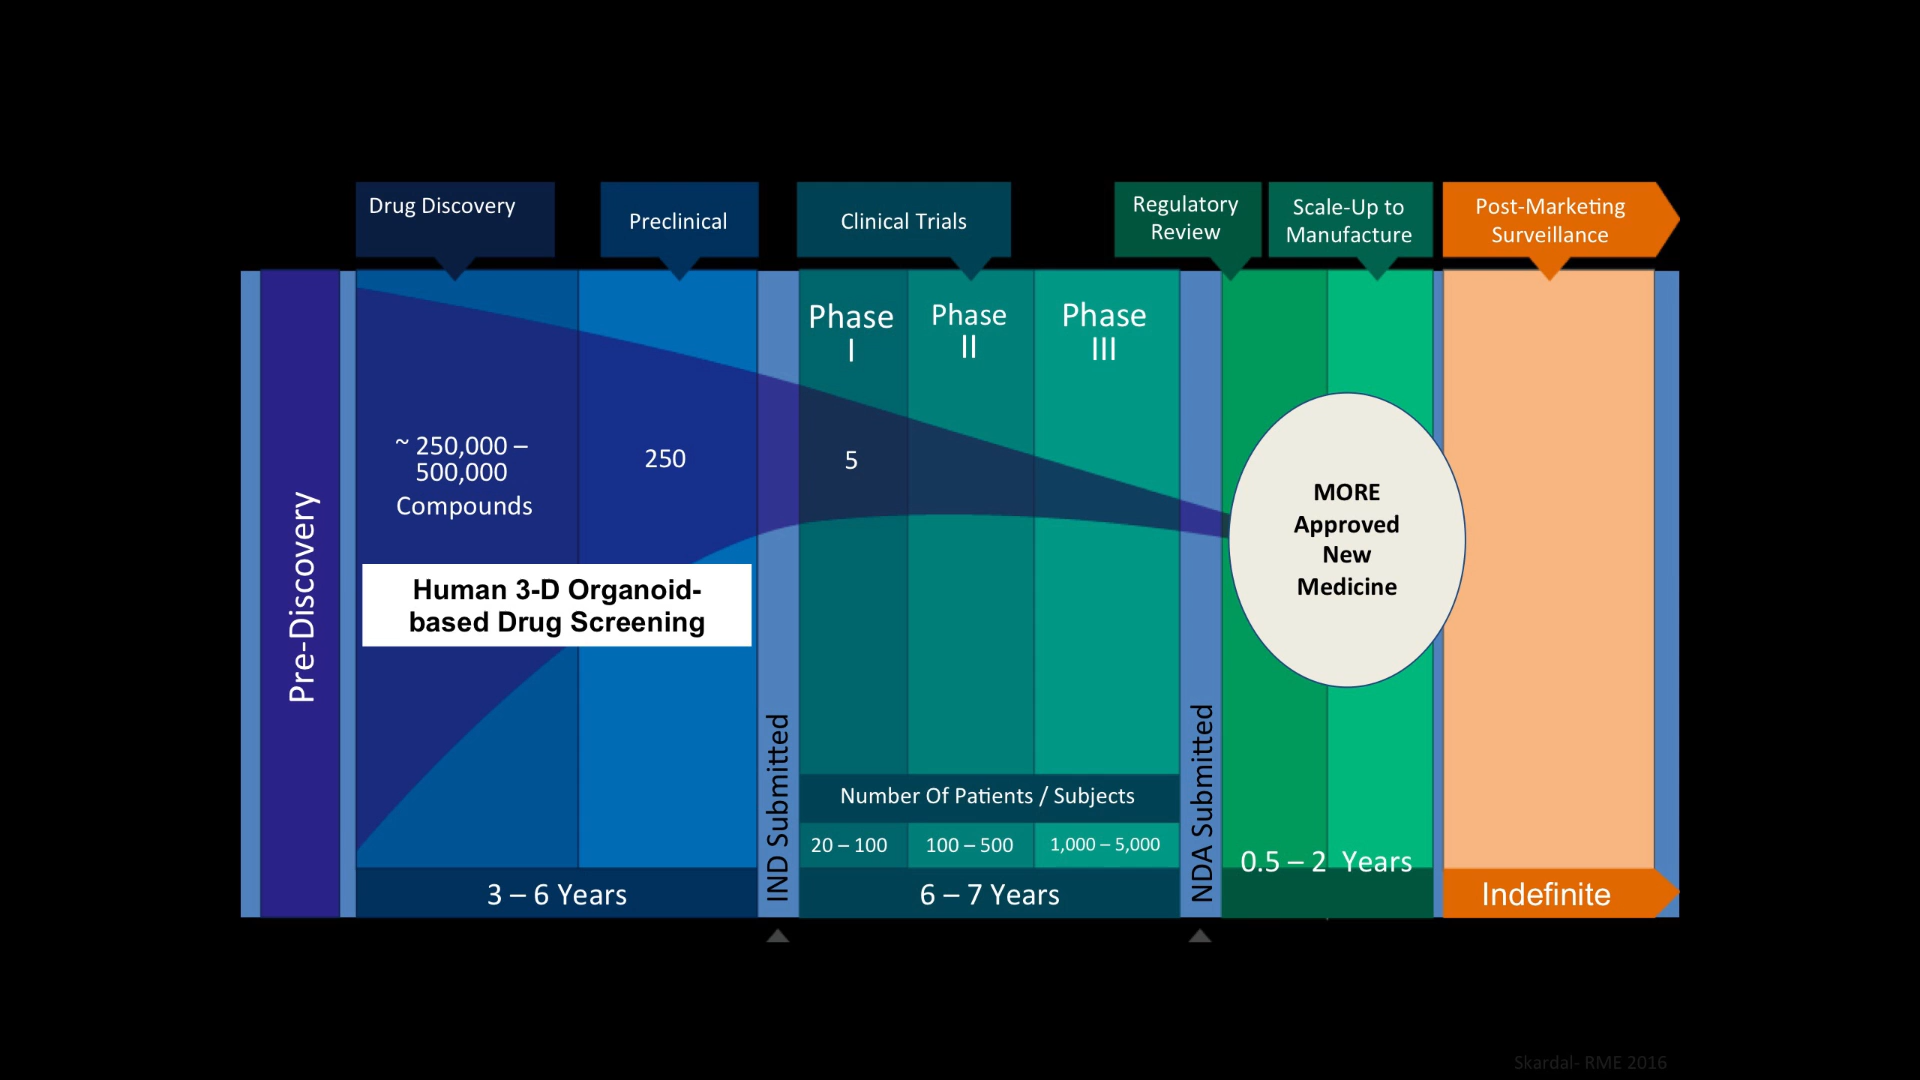 Drug Discovery
Preclinical
Clinical Trials
Regulatory
Review
Scale-Up to
Manufacture
Post-Marketing
Surveillance
Pre-Discovery
~ 250,000 –
500,000
Compounds
250
Human 3-D Organoid-
based Drug Screening
IND Submitted
Phase
I
Phase
II
Phase
III
5
Number Of Patients / Subjects
20 – 100
100 – 500
1,000 – 5,000
NDA Submitted
MORE
Approved
New
Medicine
3 – 6 Years
6 – 7 Years
0.5 – 2 Years
Indefinite
Skardal- RME 2016